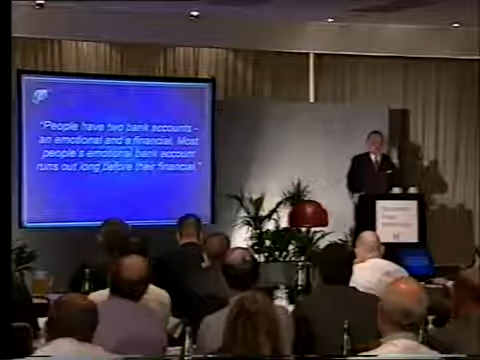 "People have two bank accounts -
an emotional and a financial. Most
people's emotional bank account
runs out long before their financial."